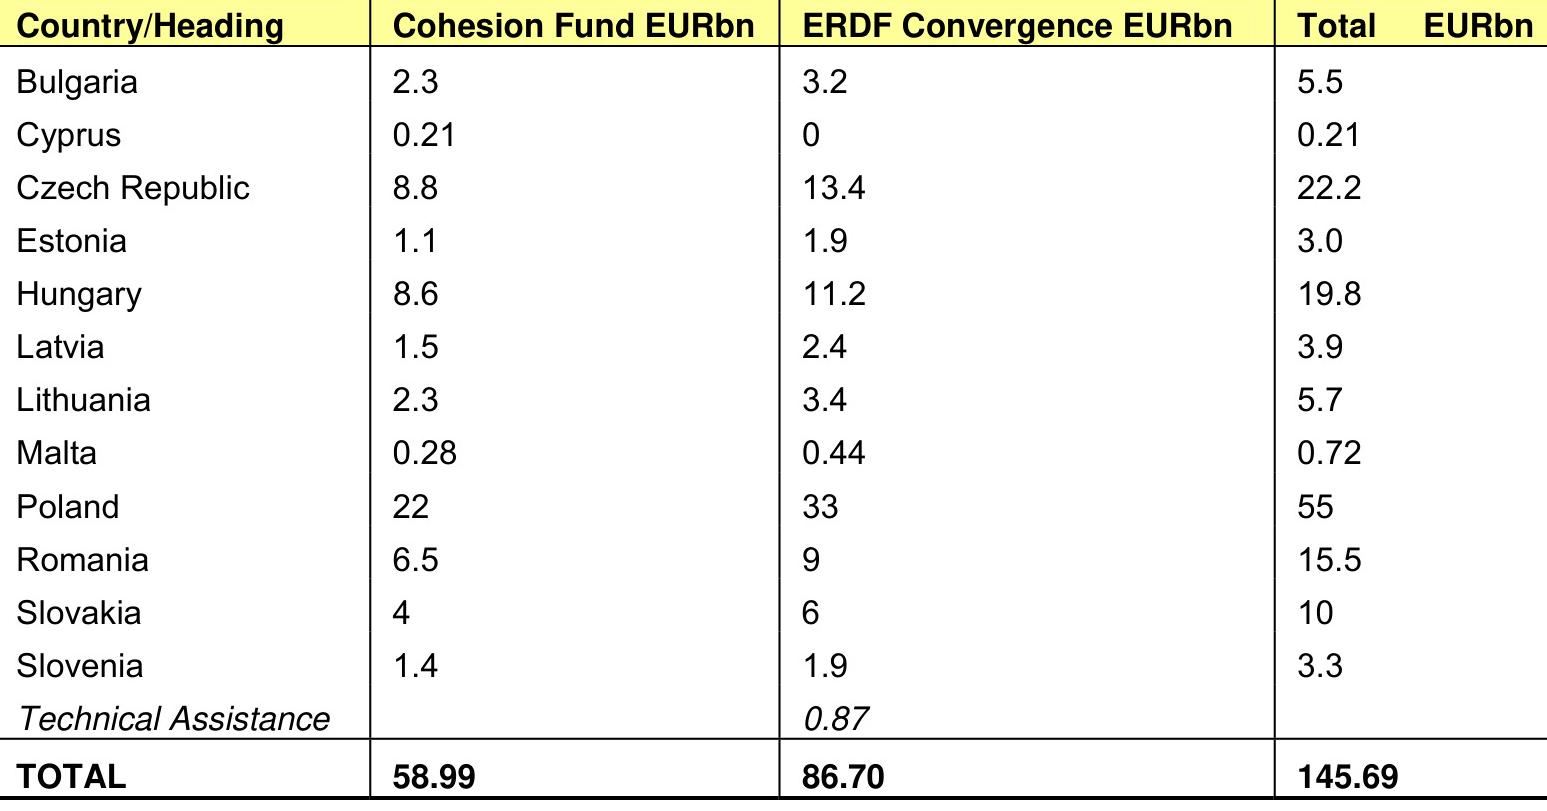 Country/Heading Cohesion Fund EURbn ERDF Convergence EURbn Total EURbn
Bulgaria 2.3 3.2 5.5
Cyprus 0.21 0 0.21
Czech Republic 8.8 13.4 22.2
Estonia 1.1 1.9 3.0
Hungary 8.6 11.2 19.8
Latvia 1.5 2.4 3.9
Lithuania 2.3 3.4 5.7
Malta 0.28 0.44 0.72
Poland 22 33 55
Romania 6.5 9 15.5
Slovakia 4 6 10
Slovenia 1.4 1.9 3.3
Technical Assistance 0.87
TOTAL 58.99 86.70 145.69